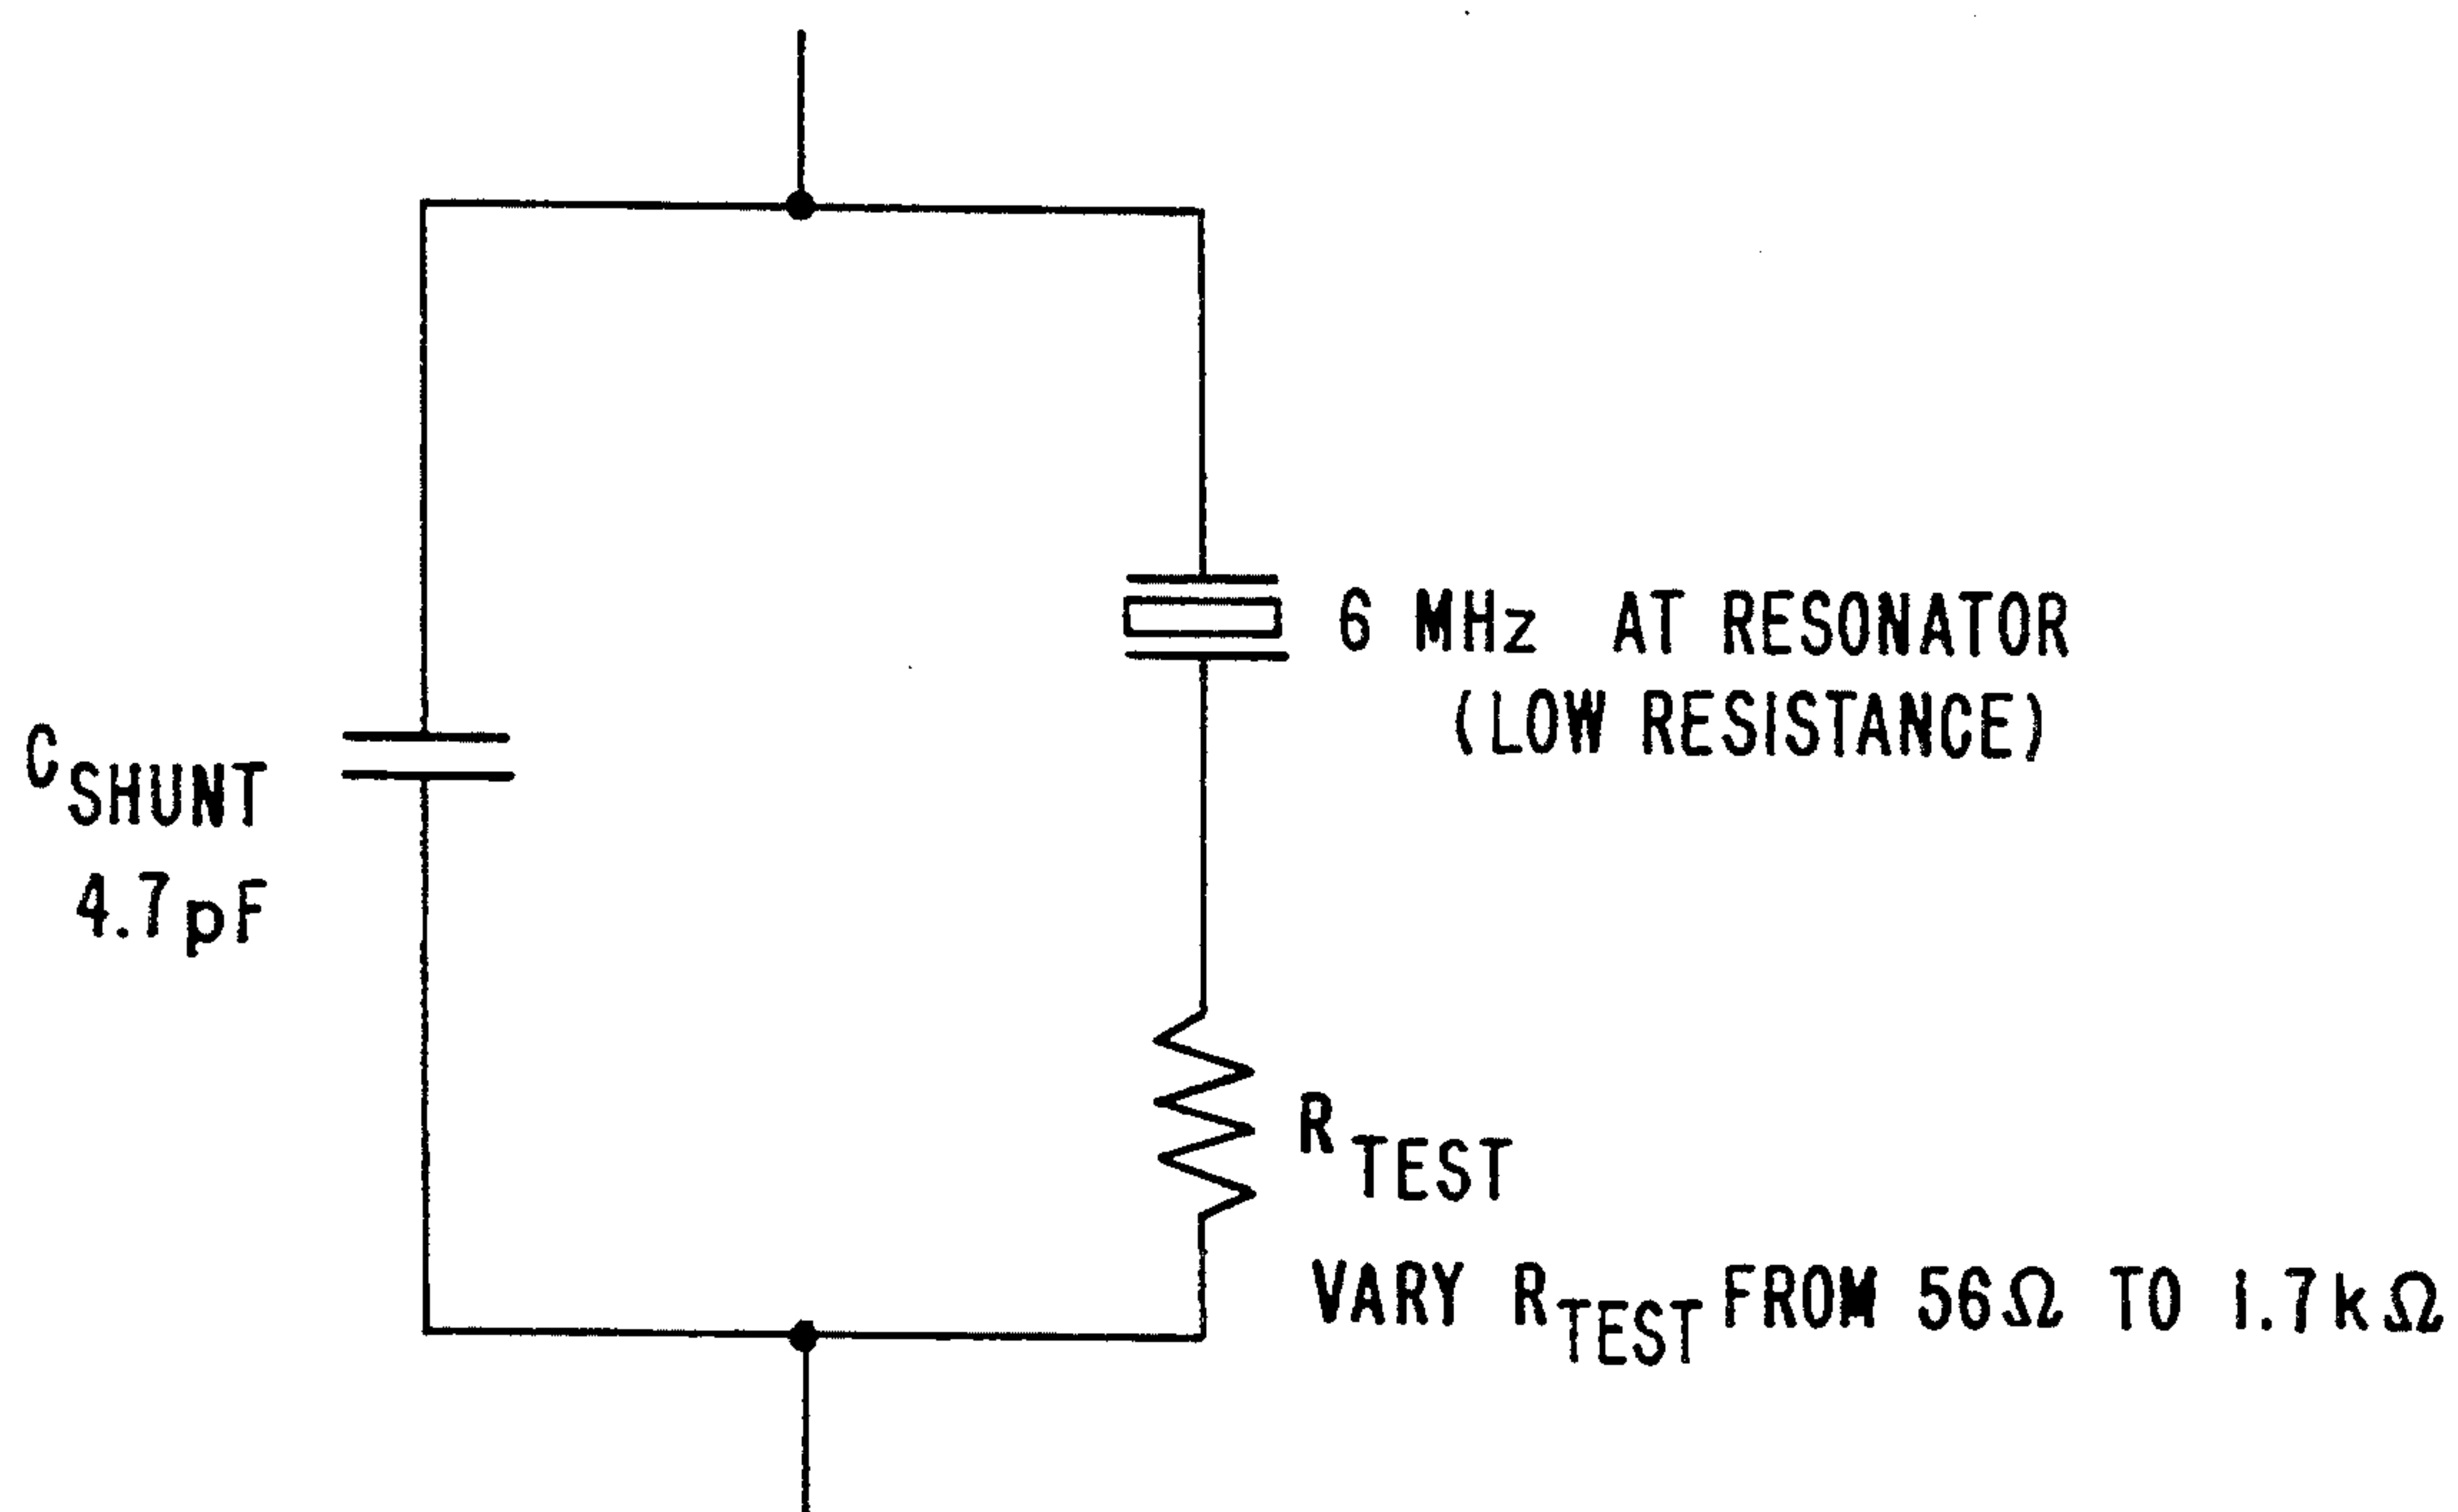 6 MHz AT RESONATOR
(LOW RESISTANCE)
CSHUNT
4.7pF
RTEST
VARY RTEST FROM 56Ω TO 1.7kΩ